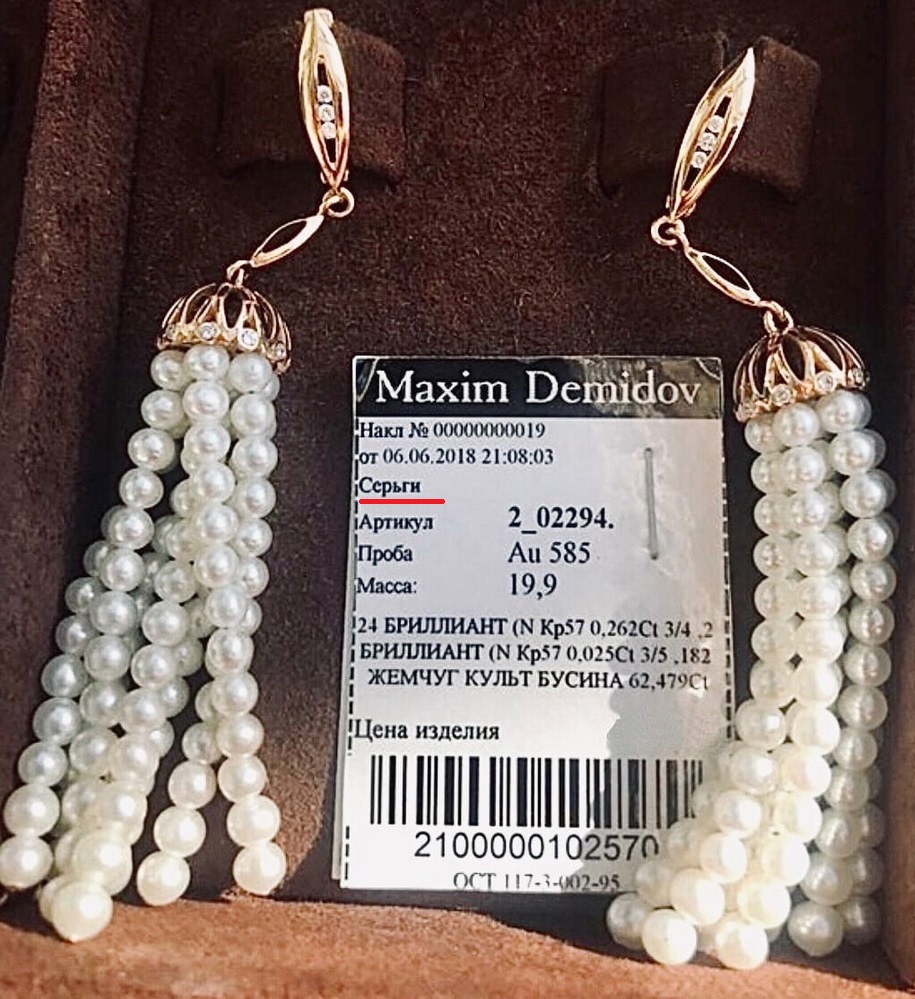 Maxim Demidov
Накл № 00000000019
от 06.06.2018 21:08:03
Серьги
Артикул 2_02294.
Проба Au 585
Масса: 19,9
24 БРИЛЛИАНТ (N Кр57 0,262Ct 3/4 ,2
БРИЛЛИАНТ (N Кр57 0,025Ct 3/5 ,182
ЖЕМЧУГ КУЛЬТ БУСИНА 62,479Ct
Цена изделия
2100000102570
ОСТ 117-3-002-95